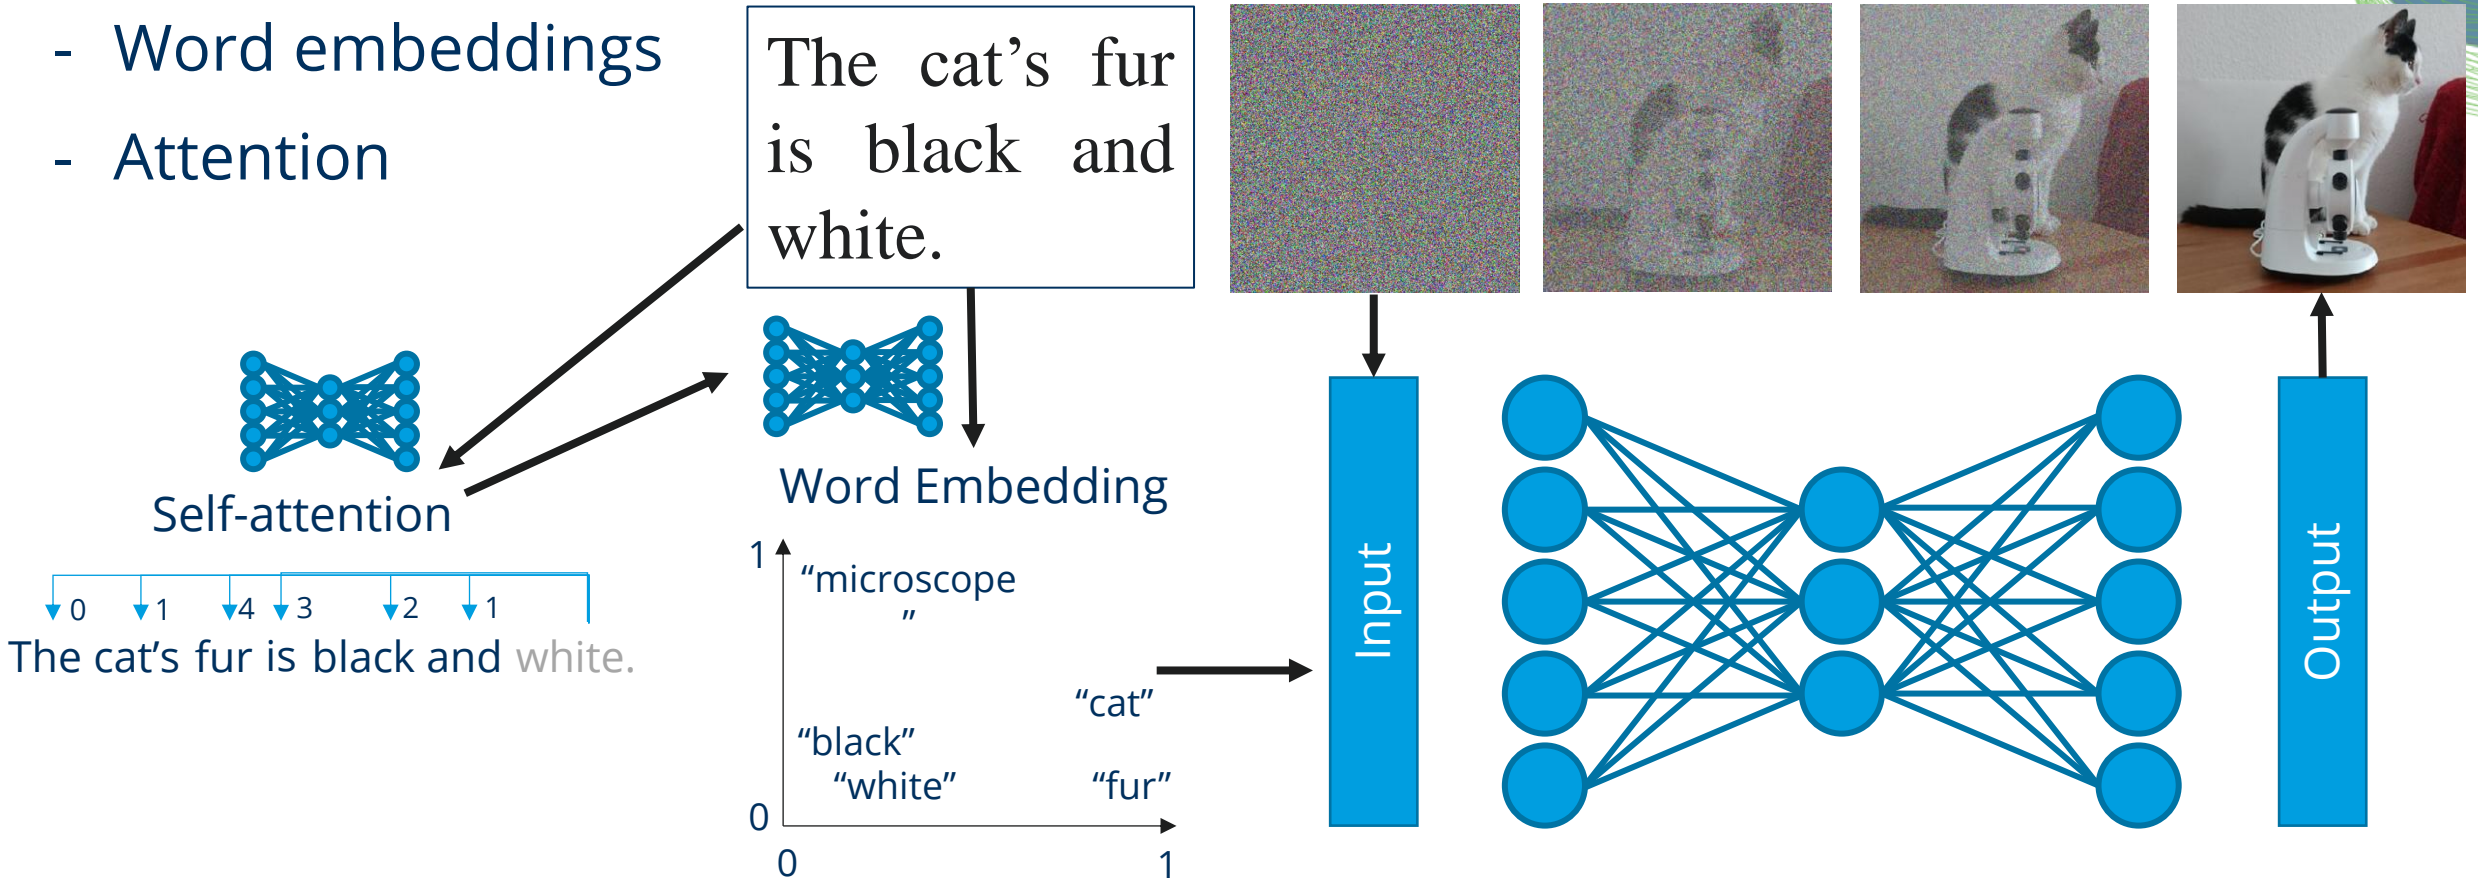 - Word embeddings
- Attention
The cat’s fur
is black and
white.
Self-attention
0 1 4 3 2 1
The cat’s fur is black and white.
Word Embedding
1
“microscope
”
“cat”
“black”
“white” “fur”
0
0 1
Input
Output